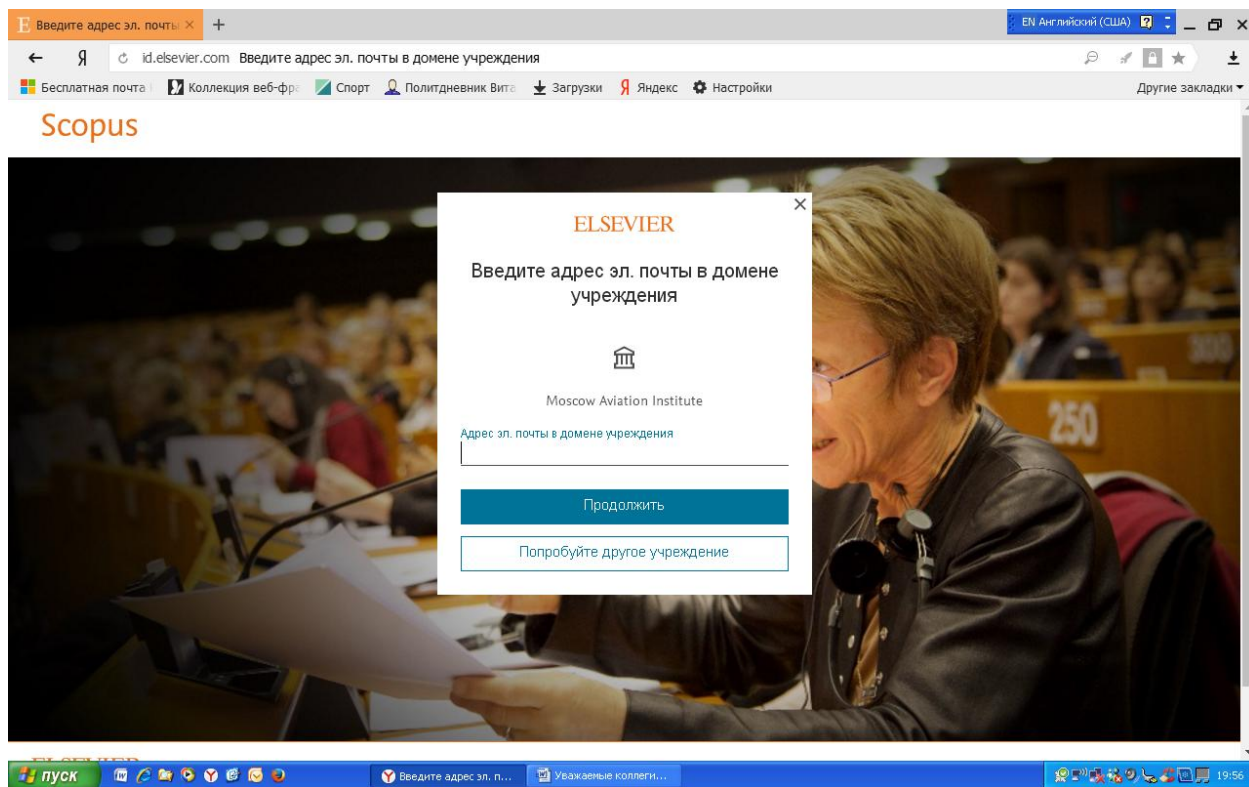 E Введите адрес эл. почты
EN Английский (США)
Я id.elsevier.com Введите адрес эл. почты в домене учреждения
Бесплатная почта Коллекция веб-фра Спорт Политдневник Вита Загрузки Я Яндекс Настройки Другие закладки
Scopus
ELSEVIER
Введите адрес эл. почты в домене
учреждения
Moscow Aviation Institute
Адрес эл. почты в домене учреждения
Продолжить
Попробуйте другое учреждение
300
250
ELSEVIER
пуск Введите адрес эл. п... Уважаемые коллеги... 19:56